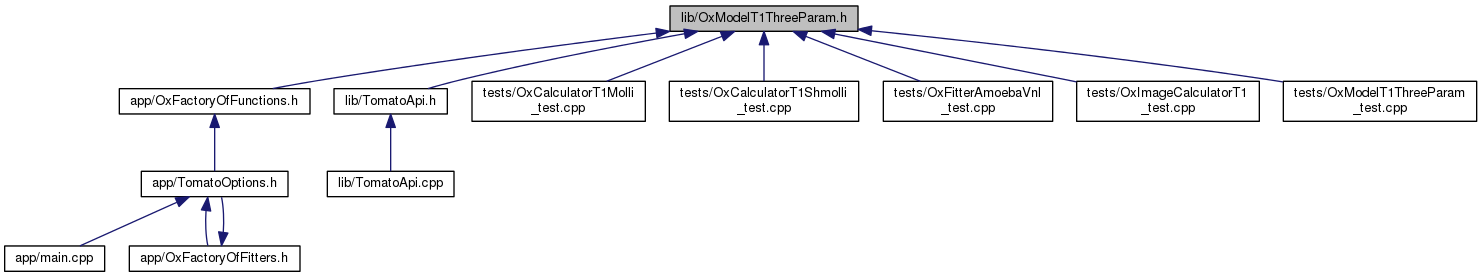 lib/OxModelT1ThreeParam.h
app/OxFactoryOfFunctions.h
lib/TomatoApi.h
tests/OxCalculatorT1Molli
_test.cpp
tests/OxCalculatorT1Shmolli
_test.cpp
tests/OxFitterAmoebaVnl
_test.cpp
tests/OxImageCalculatorT1
_test.cpp
tests/OxModelT1ThreeParam
_test.cpp
app/TomatoOptions.h
lib/TomatoApi.cpp
app/main.cpp
app/OxFactoryOfFitters.h